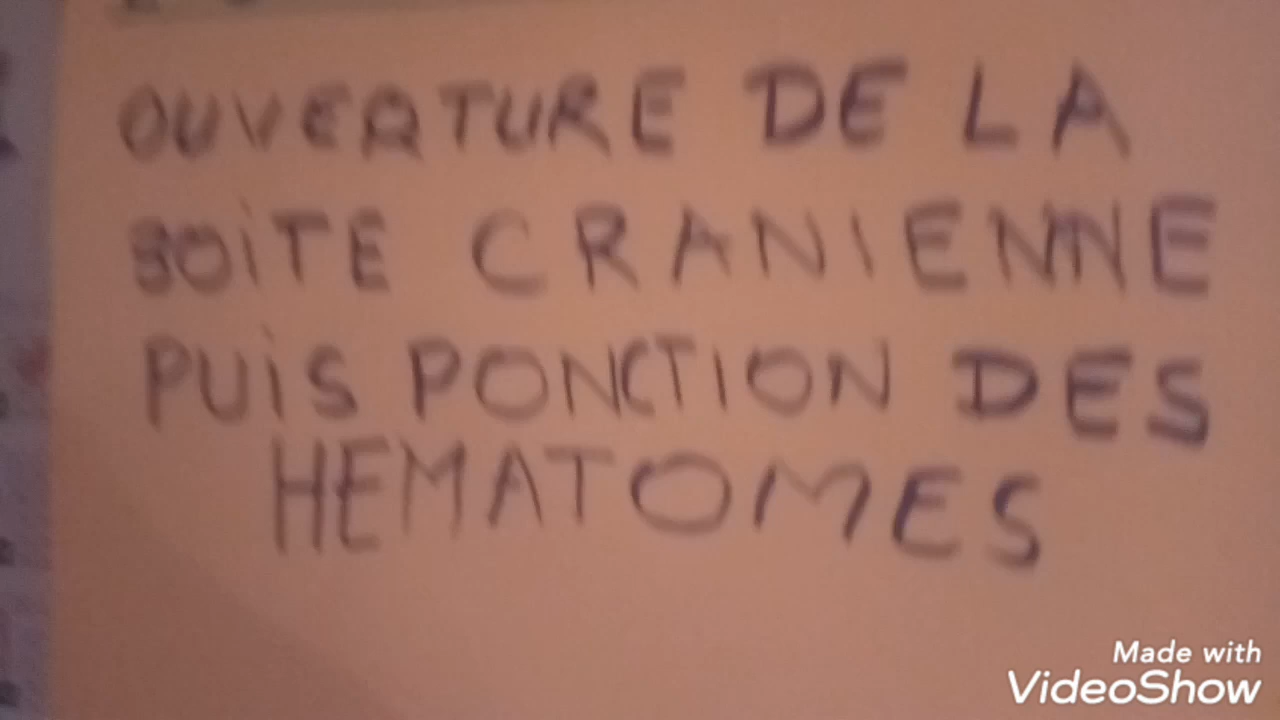 OUVERTURE DE LA
BOiTE CRANIENNE
PUiS PONCTION DES
HEMATOMES
Made with
VideoShow